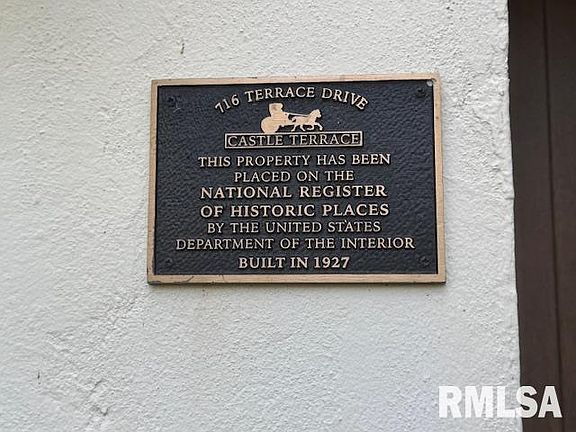 716 TERRACE DRIVE
CASTLE TERRACE
THIS PROPERTY HAS BEEN
PLACED ON THE
NATIONAL REGISTER
OF HISTORIC PLACES
BY THE UNITED STATES
DEPARTMENT OF THE INTERIOR
BUILT IN 1927
RMLSA